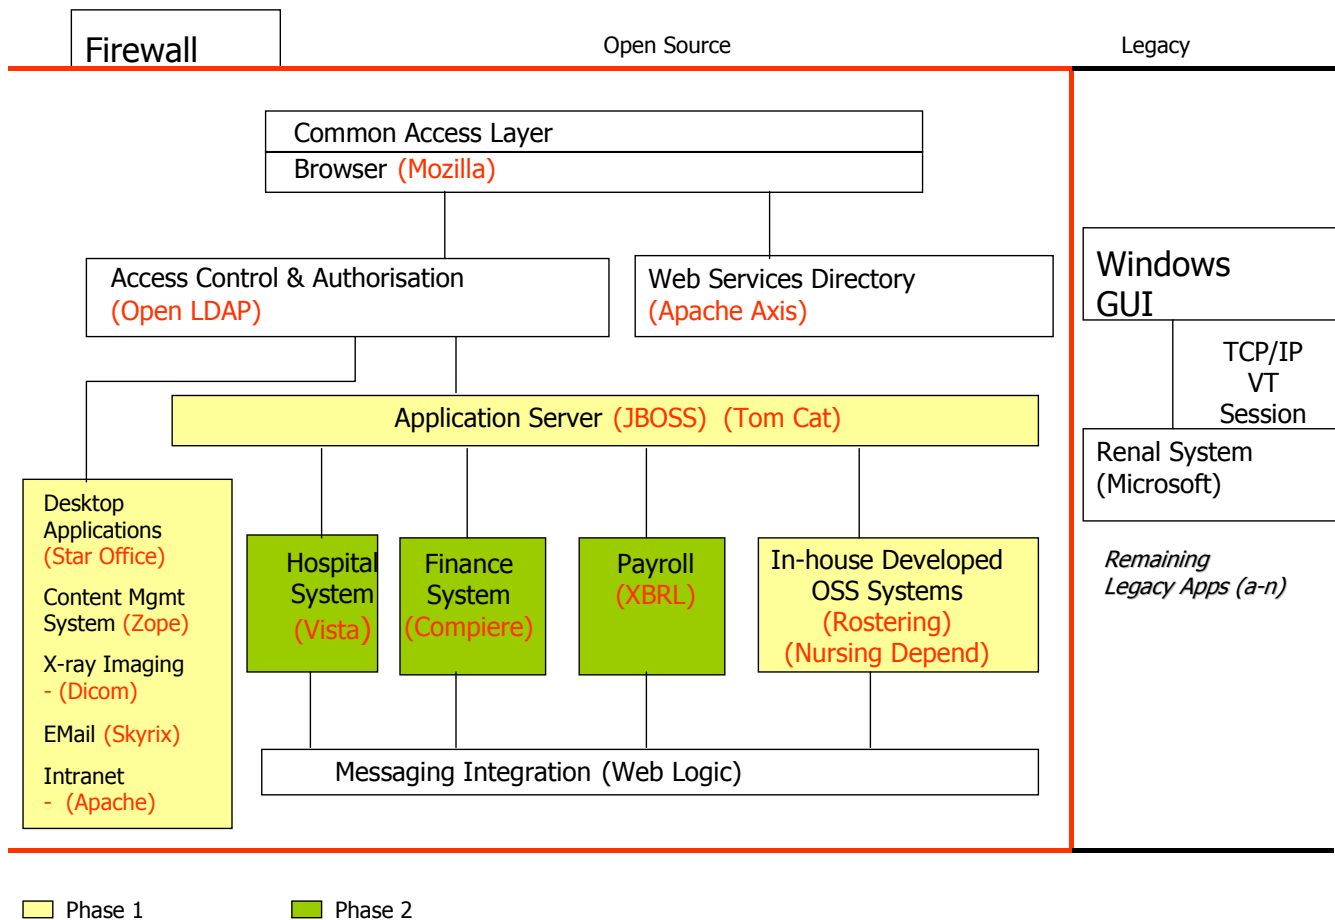 Firewall
Open Source
Legacy
Common Access Layer
Browser (Mozilla)
Access Control & Authorisation
(Open LDAP)
Web Services Directory
(Apache Axis)
Windows
GUI
TCP/IP
VT
Session
Application Server (JBOSS) (Tom Cat)
Renal System
(Microsoft)
Desktop
Applications
(Star Office)
Content Mgmt
System (Zope)
X-ray Imaging
- (Dicom)
EMail (Skyrix)
Intranet
- (Apache)
Hospital
System
(Vista)
Finance
System
(Compiere)
Payroll
(XBRL)
In-house Developed
OSS Systems
(Rostering)
(Nursing Depend)
Remaining
Legacy Apps (a-n)
Messaging Integration (Web Logic)
Phase 1
Phase 2